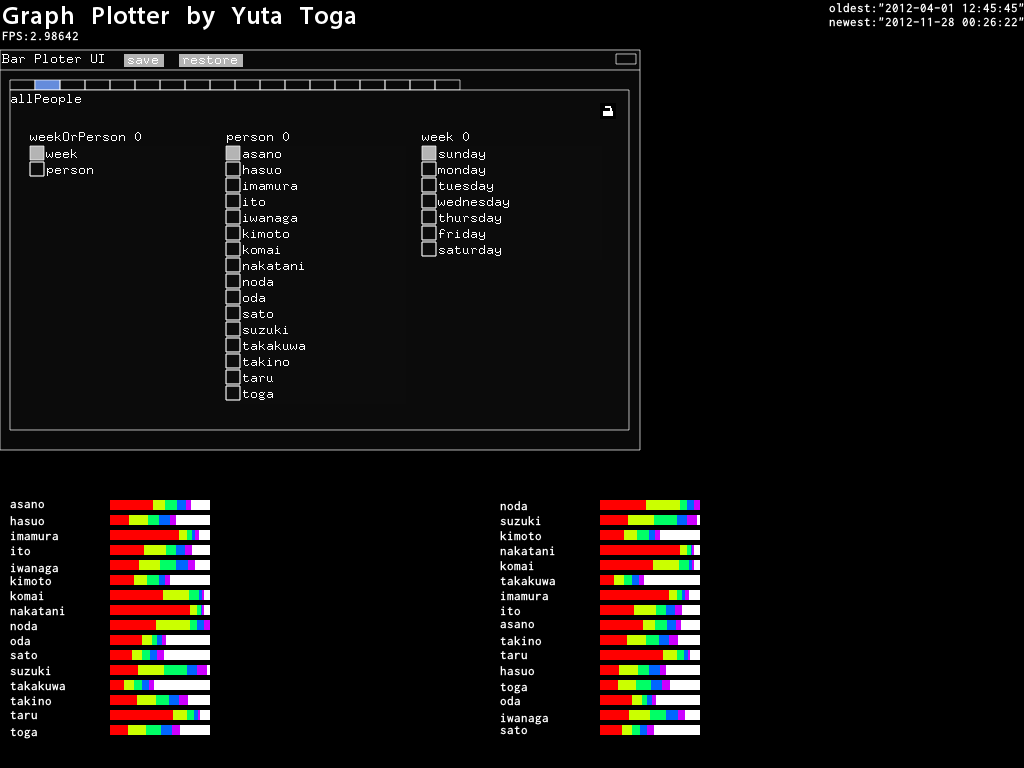 Graph Plotter by Yuta Toga
FPS:2.98642
oldest:"2012-04-01 12:45:45"
newest:"2012-11-28 00:26:22"
Bar Ploter UI save restore
allPeople
weekOrPerson 0
week
person
person 0
asano
hasuo
imamura
ito
iwanaga
kimoto
komai
nakatani
noda
oda
sato
suzuki
takakuwa
takino
taru
toga
week 0
sunday
monday
tuesday
wednesday
thursday
friday
saturday
asano
hasuo
imamura
ito
iwanaga
kimoto
komai
nakatani
noda
oda
sato
suzuki
takakuwa
takino
taru
toga
noda
suzuki
kimoto
nakatani
komai
takakuwa
imamura
ito
asano
takino
taru
hasuo
toga
oda
iwanaga
sato